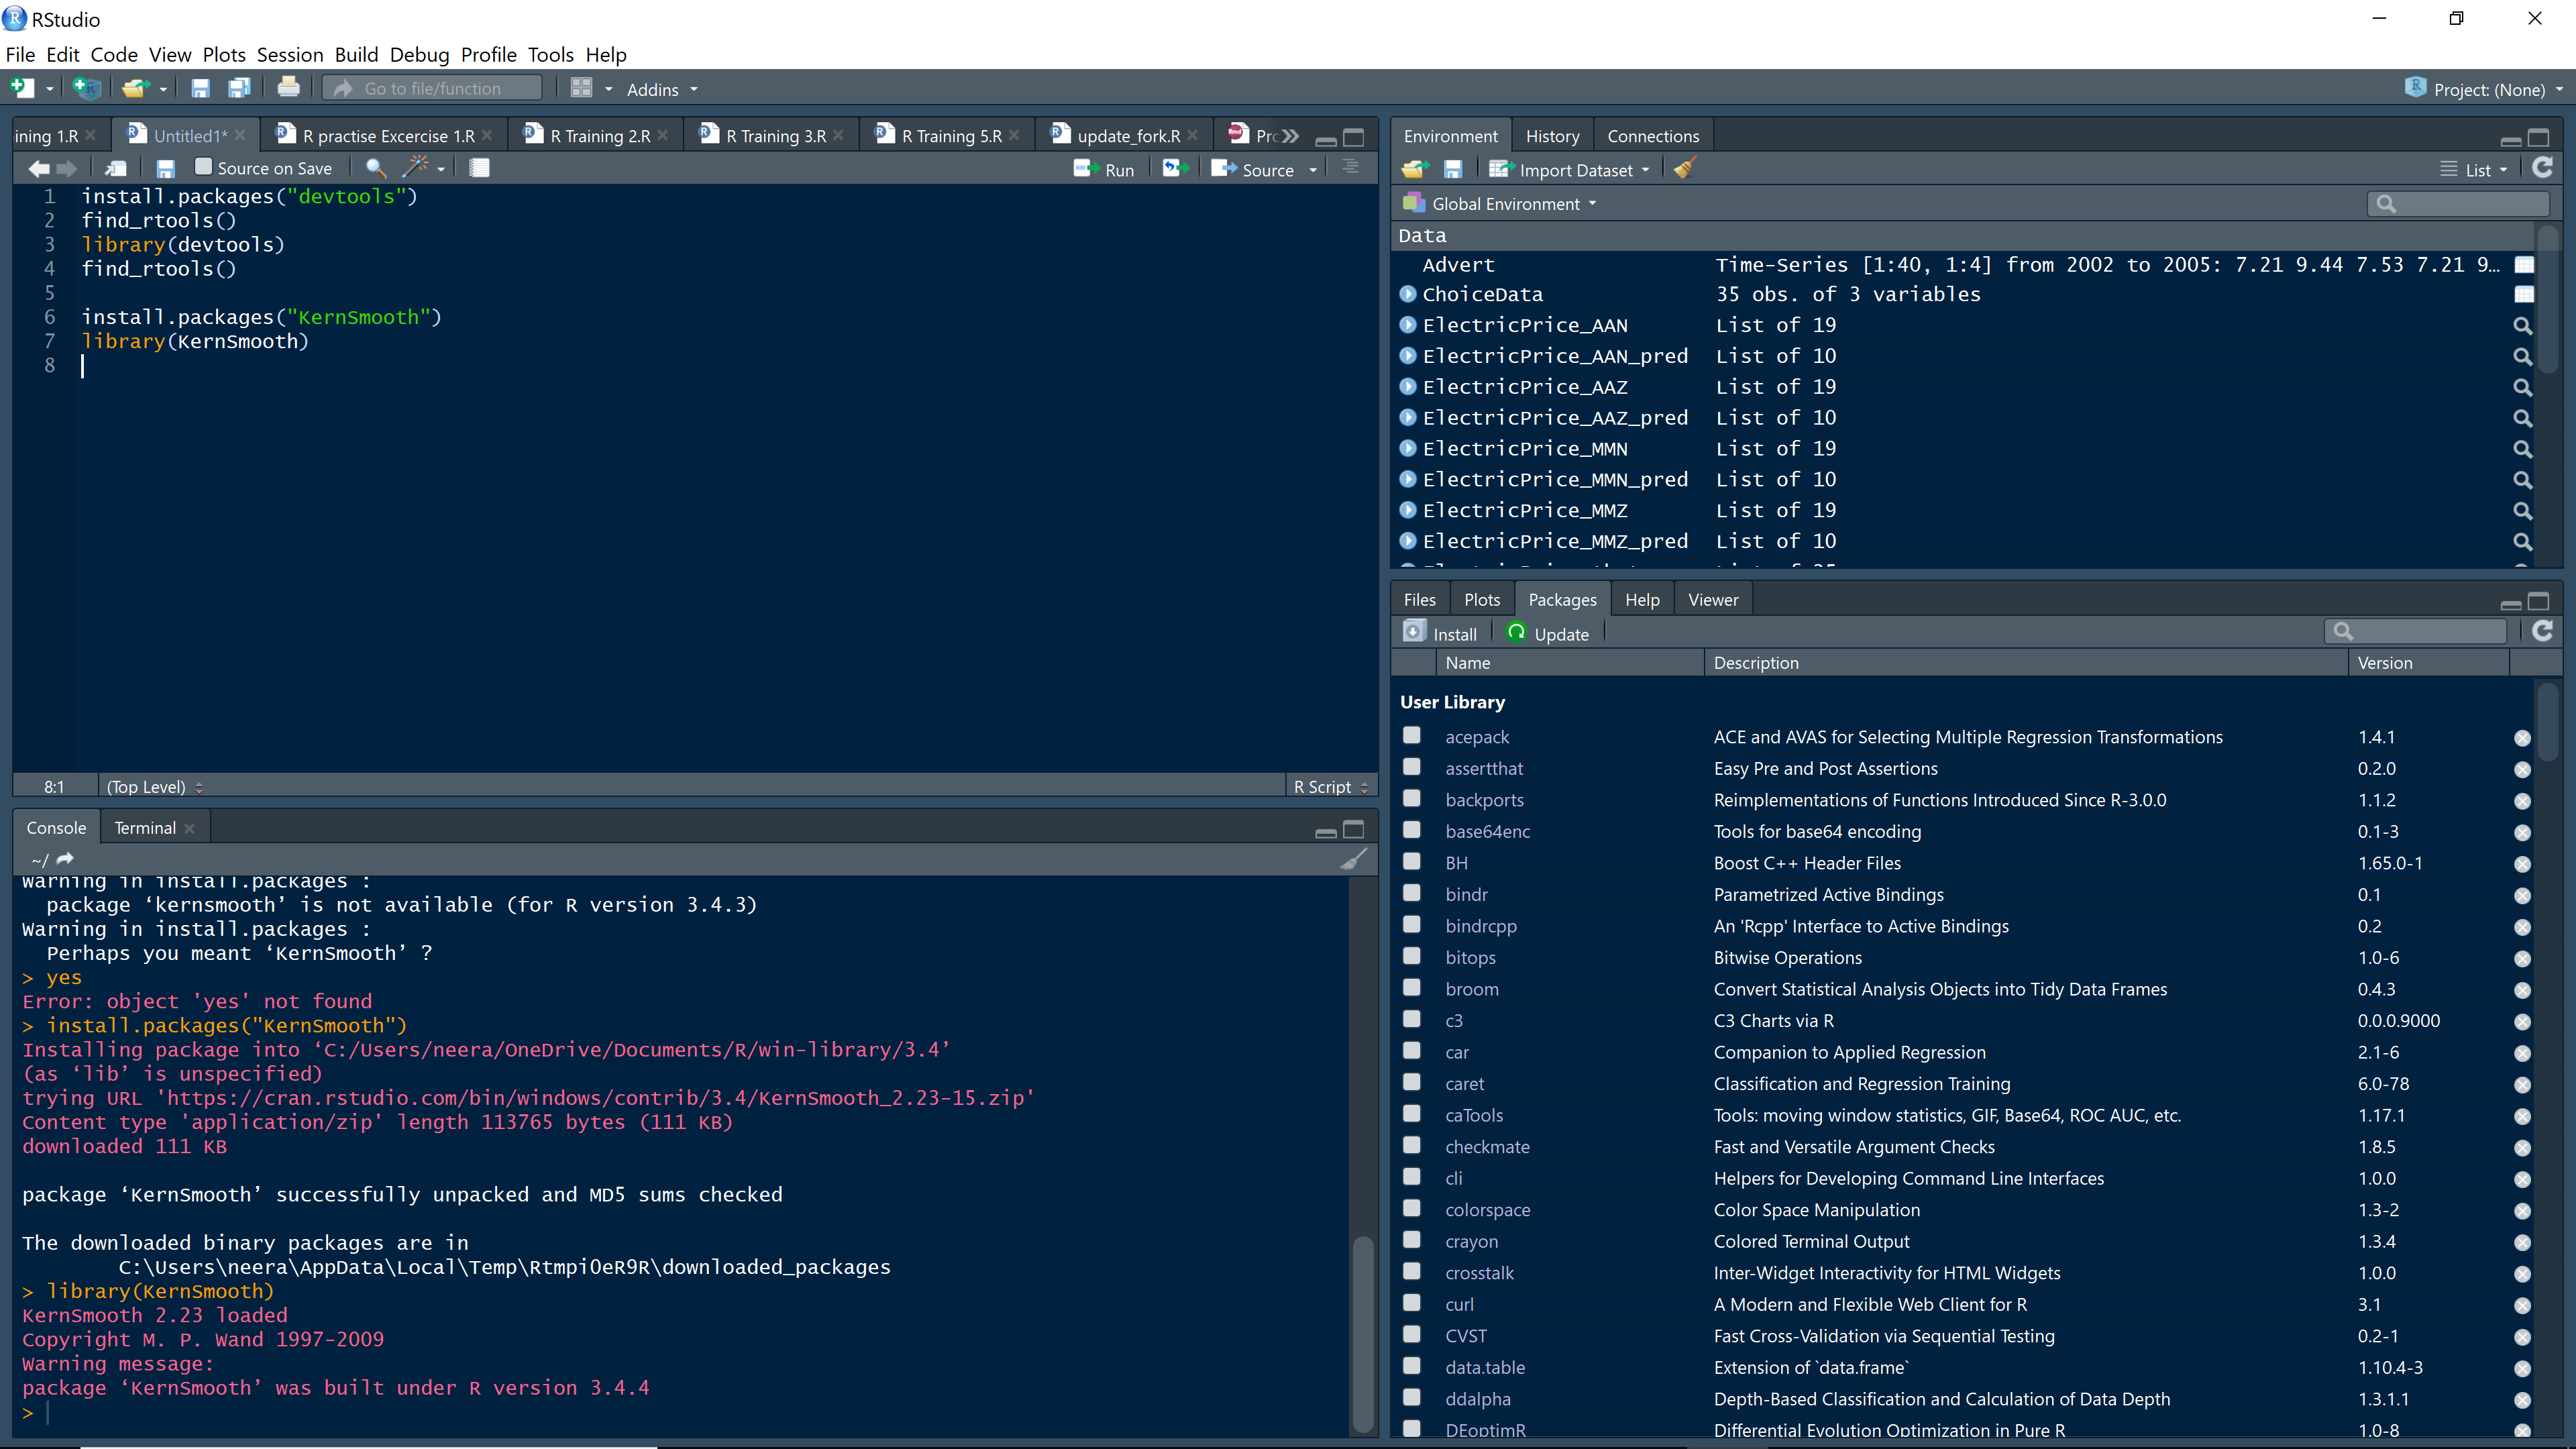 RStudio
File Edit Code View Plots Session Build Debug Profile Tools Help
Go to file/function
Addins
Project: (None)
ining 1.R
Untitled1*
R practise Excercise 1.R
R Training 2.R
R Training 3.R
R Training 5.R
update_fork.R
Source on Save
Run
Source
1 install.packages("devtools")
2 find_rtools()
3 library(devtools)
4 find_rtools()
5
6 install.packages("KernSmooth")
7 library(KernSmooth)
8
8:1 (Top Level) R Script
Console Terminal
~/
Warning in install.packages :
package ‘kernsmooth’ is not available (for R version 3.4.3)
Warning in install.packages :
Perhaps you meant ‘KernSmooth’ ?
> yes
Error: object 'yes' not found
> install.packages("KernSmooth")
Installing package into ‘C:/Users/neera/OneDrive/Documents/R/win-library/3.4’
(as ‘lib’ is unspecified)
trying URL 'https://cran.rstudio.com/bin/windows/contrib/3.4/KernSmooth_2.23-15.zip'
Content type 'application/zip' length 113765 bytes (111 KB)
downloaded 111 KB
package ‘KernSmooth’ successfully unpacked and MD5 sums checked
The downloaded binary packages are in
C:\Users\neera\AppData\Local\Temp\Rtmpi0eR9R\downloaded_packages
> library(KernSmooth)
KernSmooth 2.23 loaded
Copyright M. P. Wand 1997-2009
Warning message:
package ‘KernSmooth’ was built under R version 3.4.4
>
Environment History Connections
Import Dataset
List
Global Environment
Data
Advert Time-Series [1:40, 1:4] from 2002 to 2005: 7.21 9.44 7.53 7.21 9…
ChoiceData 35 obs. of 3 variables
ElectricPrice_AAN List of 19
ElectricPrice_AAN_pred List of 10
ElectricPrice_AAZ List of 19
ElectricPrice_AAZ_pred List of 10
ElectricPrice_MMN List of 19
ElectricPrice_MMN_pred List of 10
ElectricPrice_MMZ List of 19
ElectricPrice_MMZ_pred List of 10
Files Plots Packages Help Viewer
Install Update
Name Description Version
User Library
acepack ACE and AVAS for Selecting Multiple Regression Transformations 1.4.1
assertthat Easy Pre and Post Assertions 0.2.0
backports Reimplementations of Functions Introduced Since R-3.0.0 1.1.2
base64enc Tools for base64 encoding 0.1-3
BH Boost C++ Header Files 1.65.0-1
bindr Parametrized Active Bindings 0.1
bindrcpp An 'Rcpp' Interface to Active Bindings 0.2
bitops Bitwise Operations 1.0-6
broom Convert Statistical Analysis Objects into Tidy Data Frames 0.4.3
c3 C3 Charts via R 0.0.0.9000
car Companion to Applied Regression 2.1-6
caret Classification and Regression Training 6.0-78
caTools Tools: moving window statistics, GIF, Base64, ROC AUC, etc. 1.17.1
checkmate Fast and Versatile Argument Checks 1.8.5
cli Helpers for Developing Command Line Interfaces 1.0.0
colorspace Color Space Manipulation 1.3-2
crayon Colored Terminal Output 1.3.4
crosstalk Inter-Widget Interactivity for HTML Widgets 1.0.0
curl A Modern and Flexible Web Client for R 3.1
CVST Fast Cross-Validation via Sequential Testing 0.2-1
data.table Extension of `data.frame` 1.10.4-3
ddalpha Depth-Based Classification and Calculation of Data Depth 1.3.1.1
DEoptimR Differential Evolution Optimization in Pure R 1.0-8